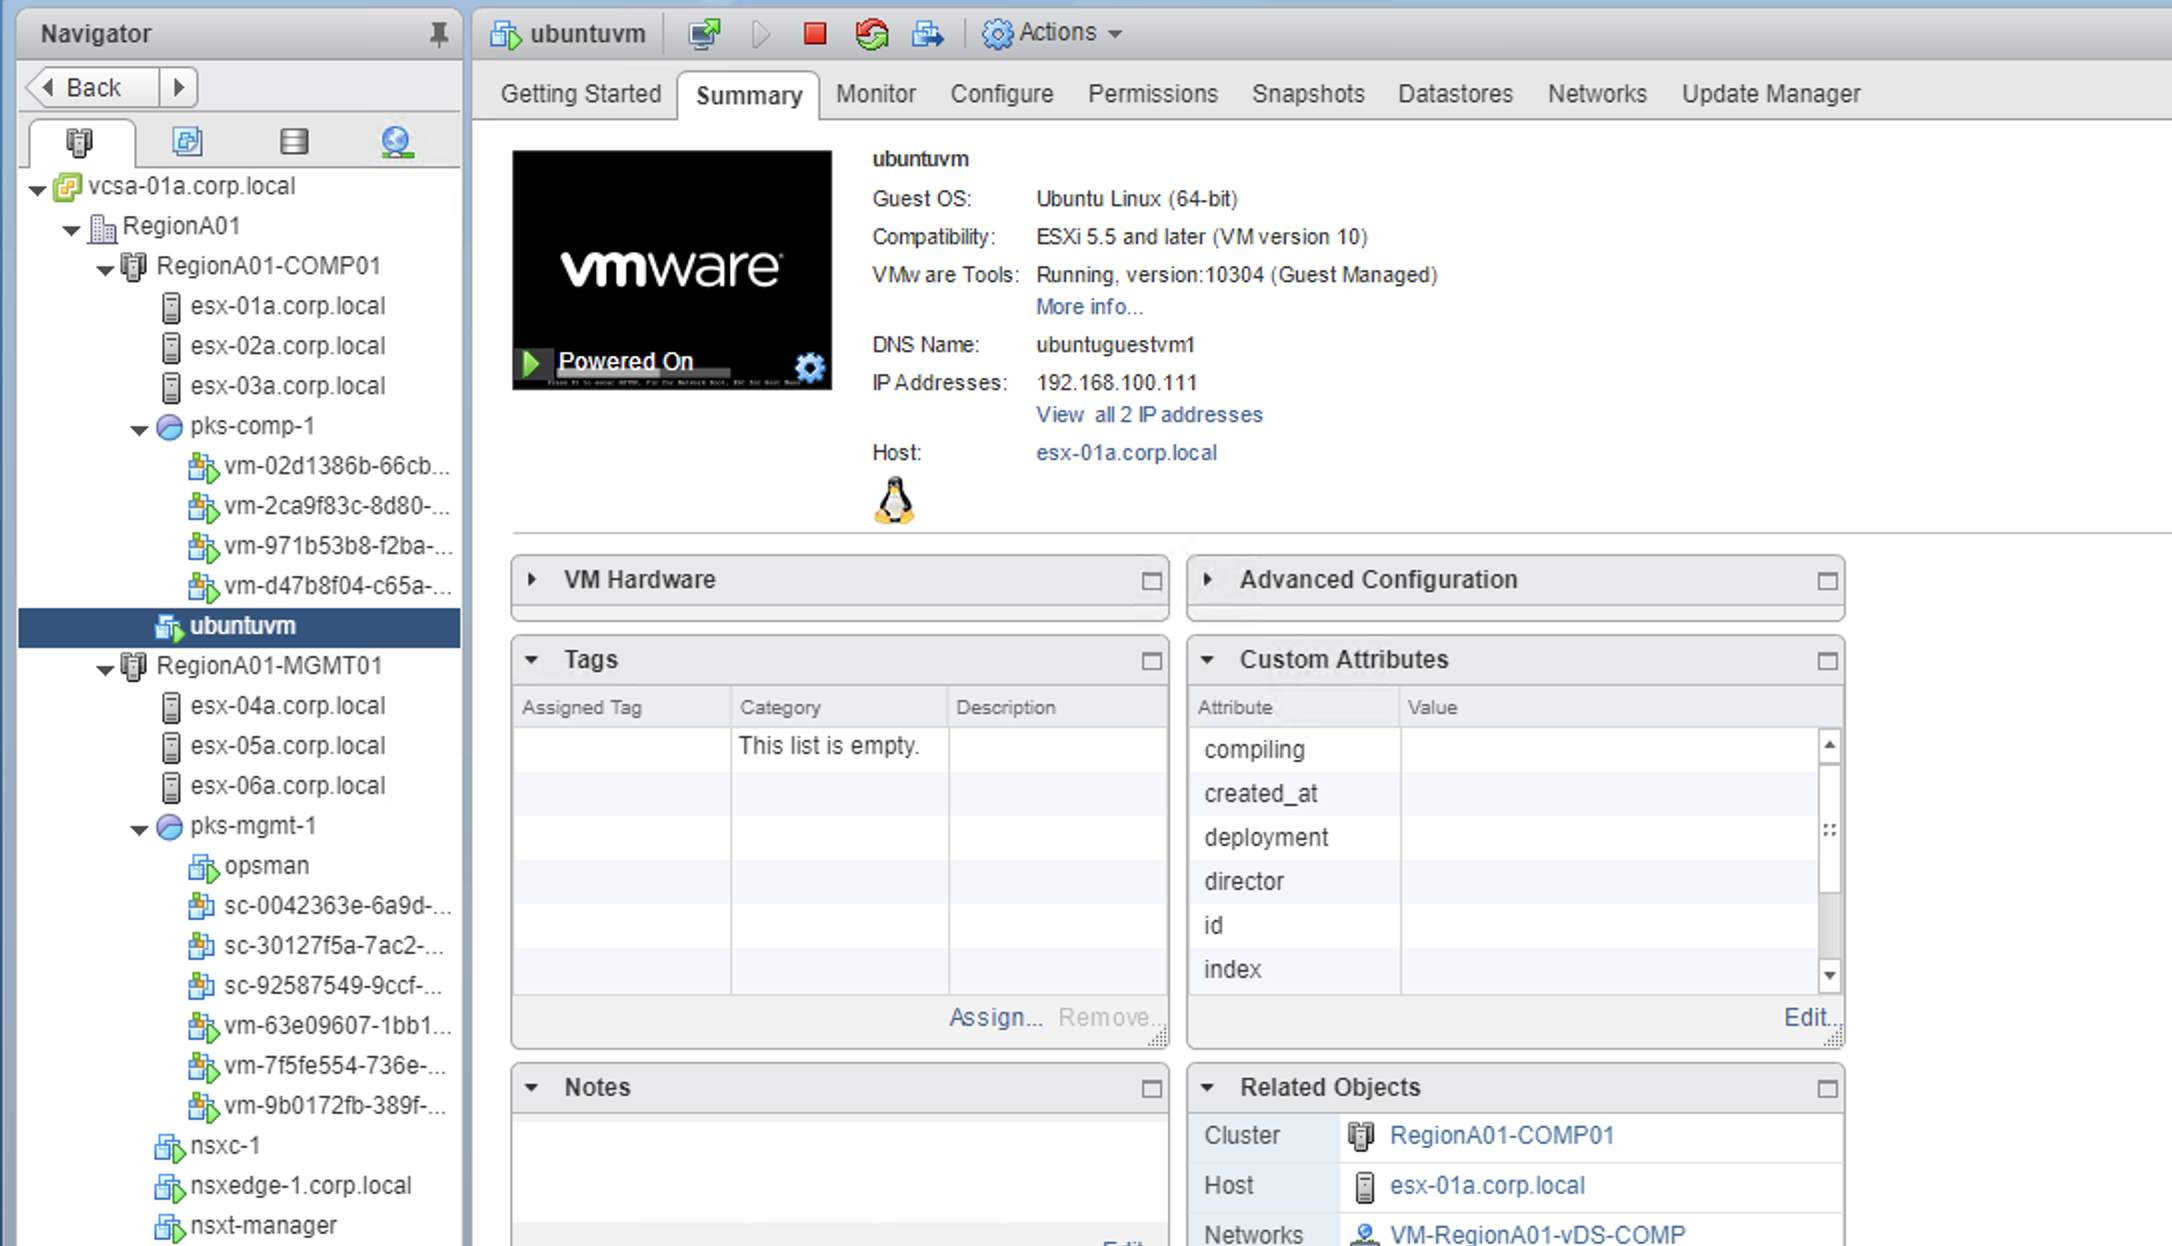 Navigator
Back
vcsa-01a.corp.local
RegionA01
RegionA01-COMP01
esx-01a.corp.local
esx-02a.corp.local
esx-03a.corp.local
pks-comp-1
vm-02d1386b-66cb...
vm-2ca9f83c-8d80-...
vm-971b53b8-f2ba-...
vm-d47b8f04-c65a-...
ubuntuvm
RegionA01-MGMT01
esx-04a.corp.local
esx-05a.corp.local
esx-06a.corp.local
pks-mgmt-1
opsman
sc-0042363e-6a9d-...
sc-30127f5a-7ac2-...
sc-92587549-9ccf-...
vm-63e09607-1bb1...
vm-7f5fe554-736e-...
vm-9b0172fb-389f-...
nsxc-1
nsxedge-1.corp.local
nsxt-manager
ubuntuvm Actions
Getting Started Summary Monitor Configure Permissions Snapshots Datastores Networks Update Manager
vmware
Powered On
ubuntuvm
Guest OS: Ubuntu Linux (64-bit)
Compatibility: ESXi 5.5 and later (VM version 10)
VMware Tools: Running, version:10304 (Guest Managed)
More info...
DNS Name: ubuntuguestvm1
IP Addresses: 192.168.100.111
View all 2 IP addresses
Host: esx-01a.corp.local
VM Hardware
Advanced Configuration
Tags
Assigned Tag Category Description
This list is empty.
Assign... Remove...
Custom Attributes
Attribute Value
compiling
created_at
deployment
director
id
index
Edit...
Notes
Related Objects
Cluster RegionA01-COMP01
Host esx-01a.corp.local
Networks VM-RegionA01-vDS-COMP